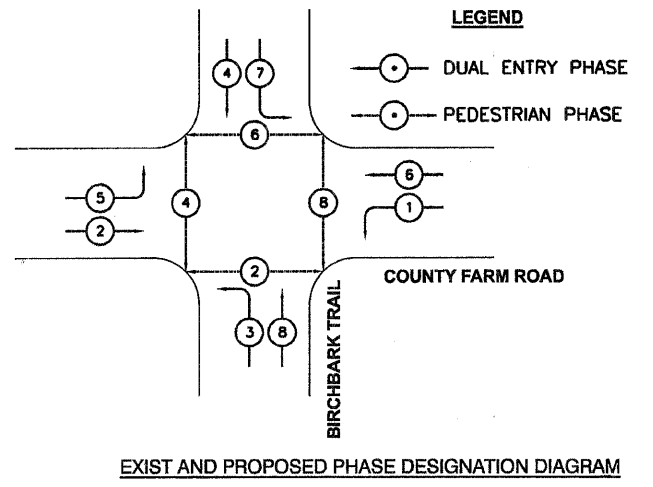 LEGEND
DUAL ENTRY PHASE
PEDESTRIAN PHASE
4 7
6
6
5
4
8
1
2
2
COUNTY FARM ROAD
3 8
BIRCHBARK TRAIL
EXIST AND PROPOSED PHASE DESIGNATION DIAGRAM